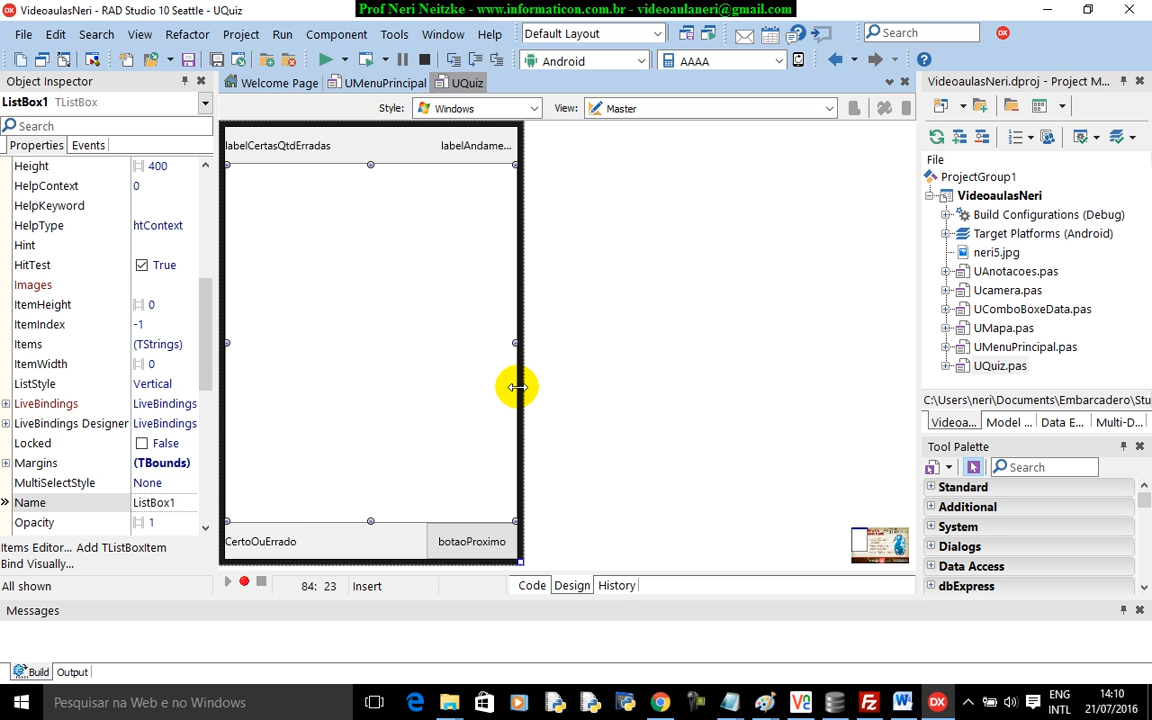 Prof Neri Neitzke - www.informaticon.com.br - videoaulaneri@gmail.com
VideoaulasNeri - RAD Studio 10 Seattle - UQuiz
File Edit Search View Refactor Project Run Component Tools Window Help
Default Layout
Search
Android
AAAA
Object Inspector
Welcome Page UMenuPrincipal UQuiz
VideoaulasNeri.dproj - Project M...
ListBox1 TListBox
Style: Windows View: Master
Search
Properties Events
Height 400
HelpContext 0
HelpKeyword
HelpType htContext
Hint
HitTest True
Images
ItemHeight 0
ItemIndex -1
Items (TStrings)
ItemWidth 0
ListStyle Vertical
LiveBindings LiveBindings
LiveBindings Designer LiveBindings
Locked False
Margins (TBounds)
MultiSelectStyle None
Name ListBox1
Opacity 1
Items Editor... Add TListBoxItem
Bind Visually...
All shown
labelCertasQtdErradas labelAndame...
CertoOuErrado botaoProximo
84: 23 Insert
Code Design History
File
ProjectGroup1
VideoaulasNeri
Build Configurations (Debug)
Target Platforms (Android)
neri5.jpg
UAnotacoes.pas
Ucamera.pas
UComboBoxeData.pas
UMapa.pas
UMenuPrincipal.pas
UQuiz.pas
C:\Users\neri\Documents\Embarcadero\Stu
Videoa... Model ... Data E... Multi-D...
Tool Palette
Search
Standard
Additional
System
Dialogs
Data Access
dbExpress
Messages
Build Output
Pesquisar na Web e no Windows
ENG
INTL
14:10
21/07/2016